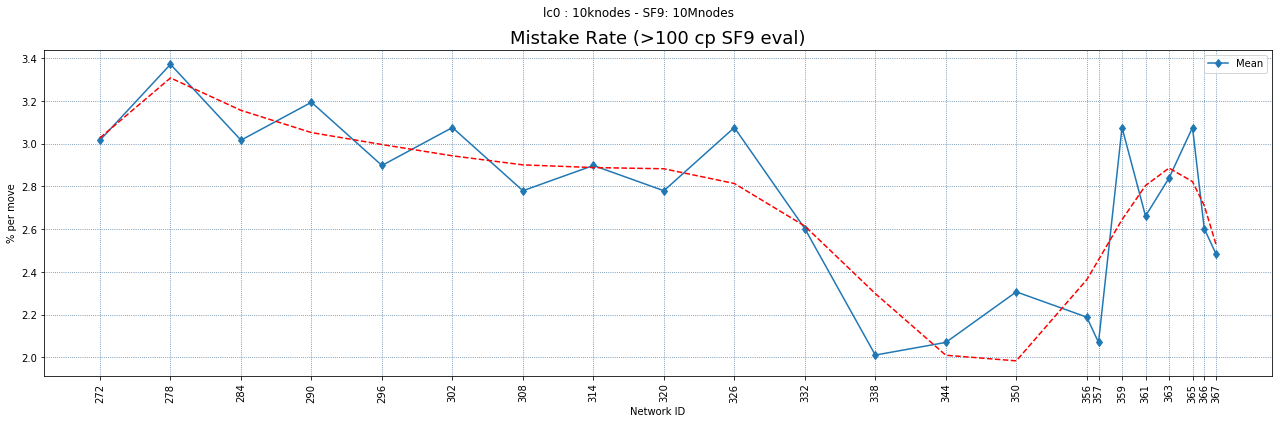 lc0 : 10knodes - SF9: 10Mnodes
Mistake Rate (>100 cp SF9 eval)
Mean
% per move
3.4
3.2
3.0
2.8
2.6
2.4
2.2
2.0
272 278 284 290 296 302 308 314 320 326 332 338 344 350 356 357 359 361 363 365 366 367
Network ID